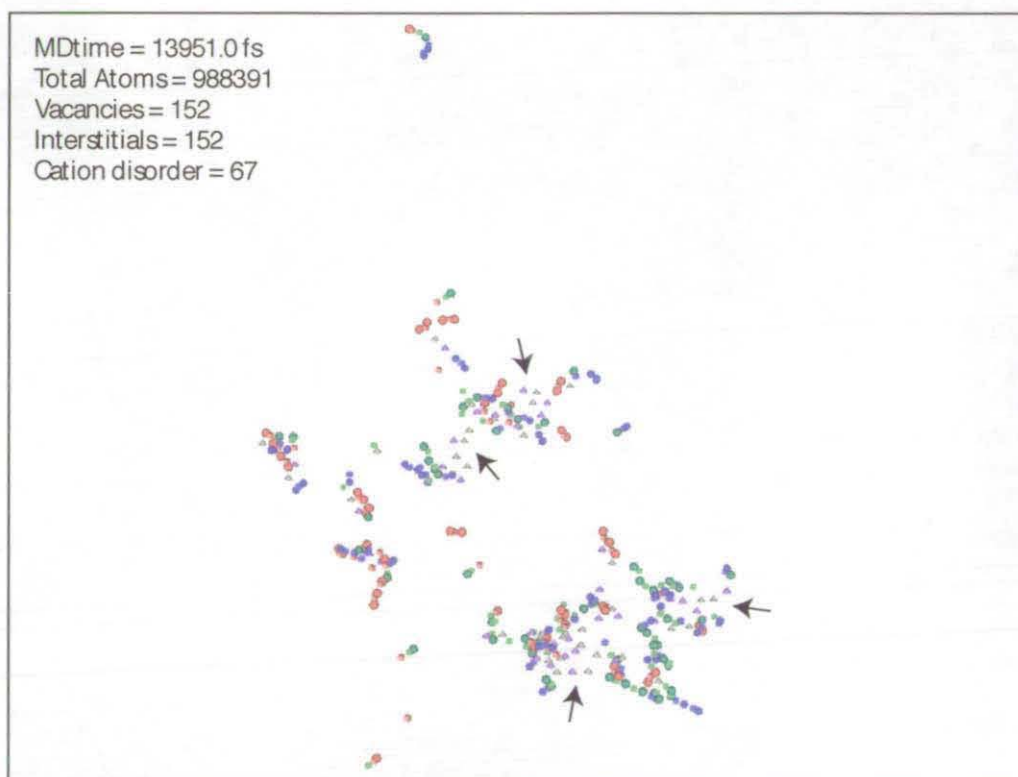 MDtime = 13951.0 fs
Total Atoms = 988391
Vacancies = 152
Interstitials = 152
Cation disorder = 67